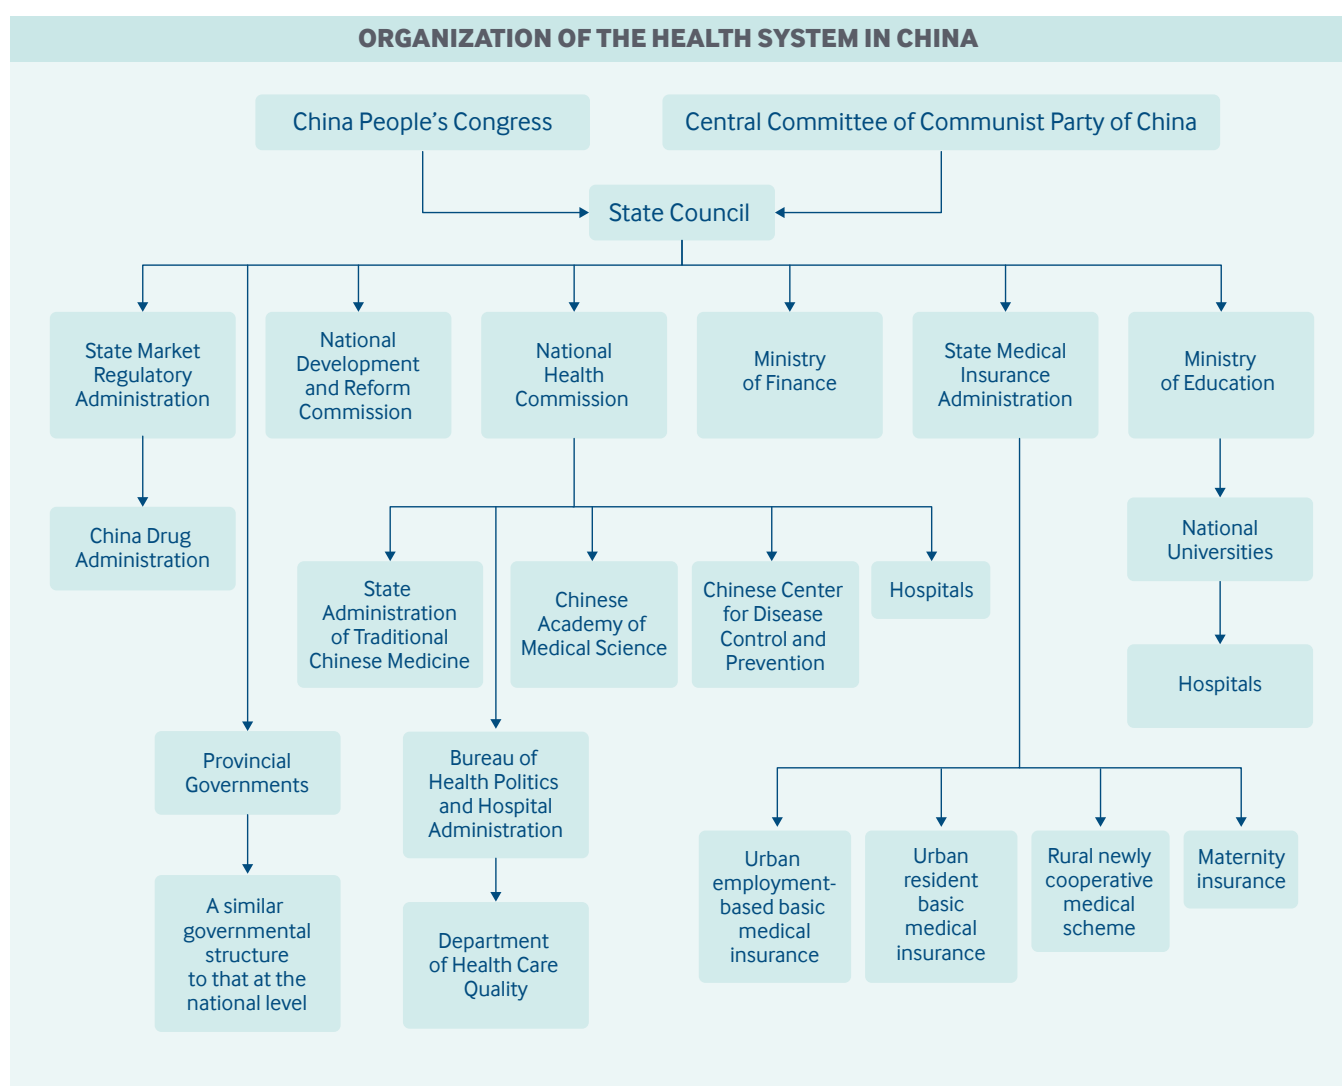 ORGANIZATION OF THE HEALTH SYSTEM IN CHINA
China People’s Congress
Central Committee of Communist Party of China
State Council
State Market
Regulatory
Administration
National
Development
and Reform
Commission
National
Health
Commission
Ministry
of Finance
State Medical
Insurance
Administration
Ministry
of Education
China Drug
Administration
National
Universities
State
Administration
of Traditional
Chinese Medicine
Chinese
Academy of
Medical Science
Chinese Center
for Disease
Control and
Prevention
Hospitals
Hospitals
Provincial
Governments
Bureau of
Health Politics
and Hospital
Administration
Urban
employment-
based basic
medical
insurance
Urban
resident
basic
medical
insurance
Rural newly
cooperative
medical
scheme
Maternity
insurance
A similar
governmental
structure
to that at the
national level
Department
of Health Care
Quality